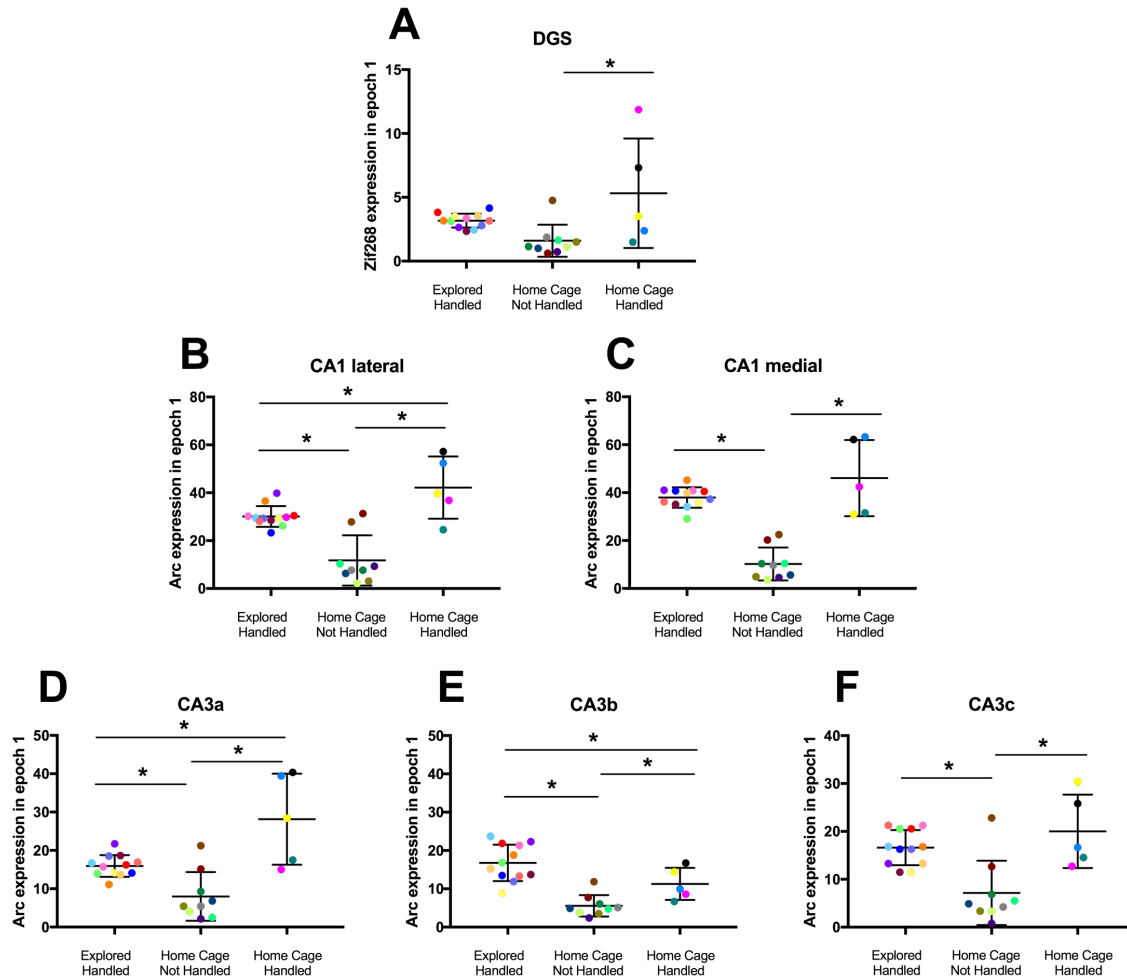 A
DGS
Zif268 expression in epoch 1
15
10
5
0
*
Explored
Handled
Home Cage
Not Handled
Home Cage
Handled
B
CA1 lateral
Arc expression in epoch 1
80
60
40
20
0
*
*
*
Explored
Handled
Home Cage
Not Handled
Home Cage
Handled
C
CA1 medial
Arc expression in epoch 1
80
60
40
20
0
*
*
Explored
Handled
Home Cage
Not Handled
Home Cage
Handled
D
CA3a
Arc expression in epoch 1
50
40
30
20
10
0
*
*
*
Explored
Handled
Home Cage
Not Handled
Home Cage
Handled
E
CA3b
Arc expression in epoch 1
50
40
30
20
10
0
*
*
*
Explored
Handled
Home Cage
Not Handled
Home Cage
Handled
F
CA3c
Arc expression in epoch 1
40
30
20
10
0
*
*
Explored
Handled
Home Cage
Not Handled
Home Cage
Handled